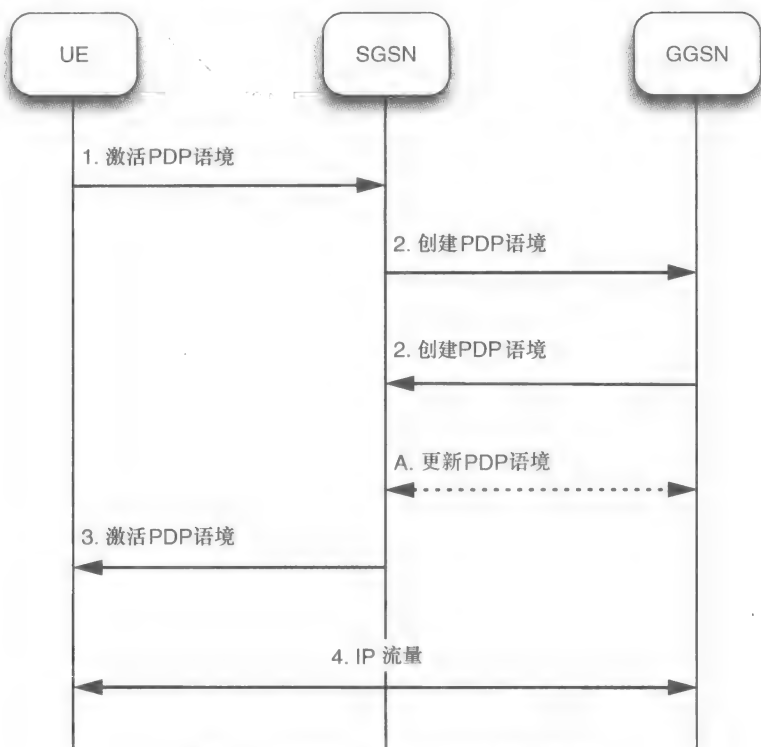 UE
SGSN
GGSN
1. 激活PDP语境
2. 创建PDP语境
2. 创建PDP语境
A. 更新PDP语境
3. 激活PDP语境
4. IP 流量